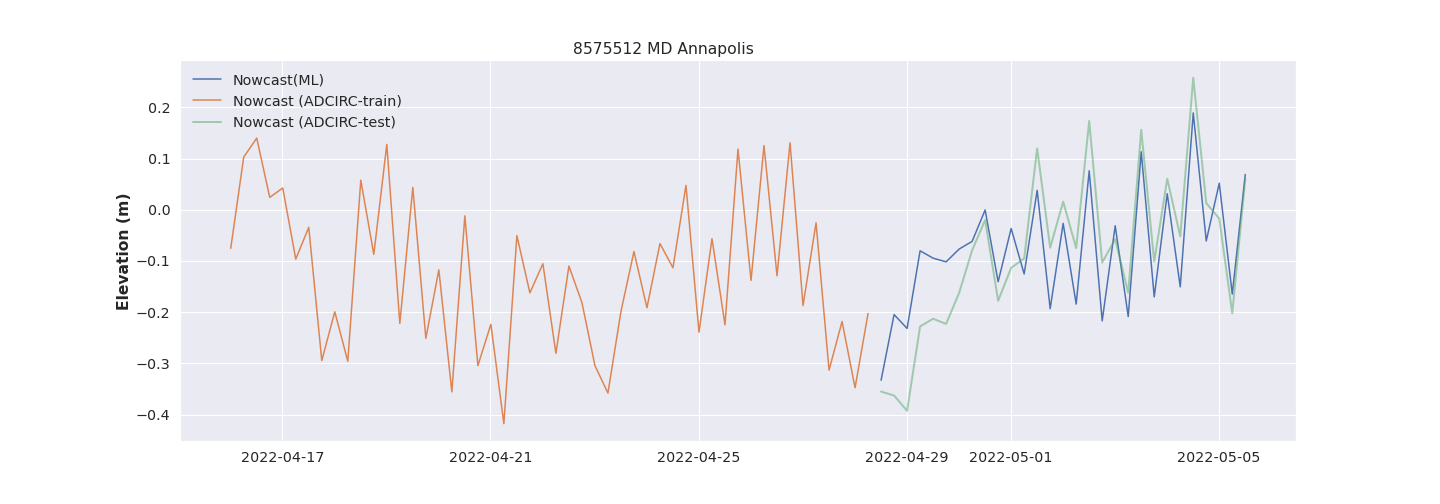 8575512 MD Annapolis
Nowcast(ML)
Nowcast (ADCIRC-train)
Nowcast (ADCIRC-test)
Elevation (m)
0.2
0.1
0.0
−0.1
−0.2
−0.3
−0.4
2022-04-17 2022-04-21 2022-04-25 2022-04-29 2022-05-01 2022-05-05